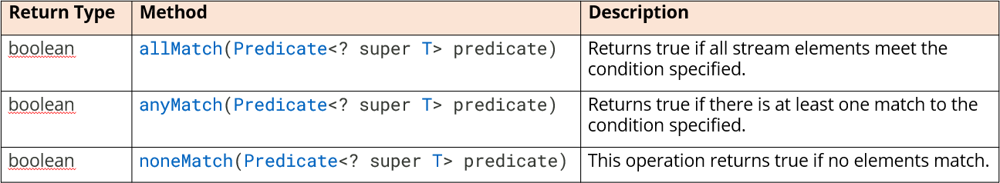 Return Type Method Description
boolean allMatch(Predicate<? super T> predicate) Returns true if all stream elements meet the
condition specified.
boolean anyMatch(Predicate<? super T> predicate) Returns true if there is at least one match to the
condition specified.
boolean noneMatch(Predicate<? super T> predicate) This operation returns true if no elements match.